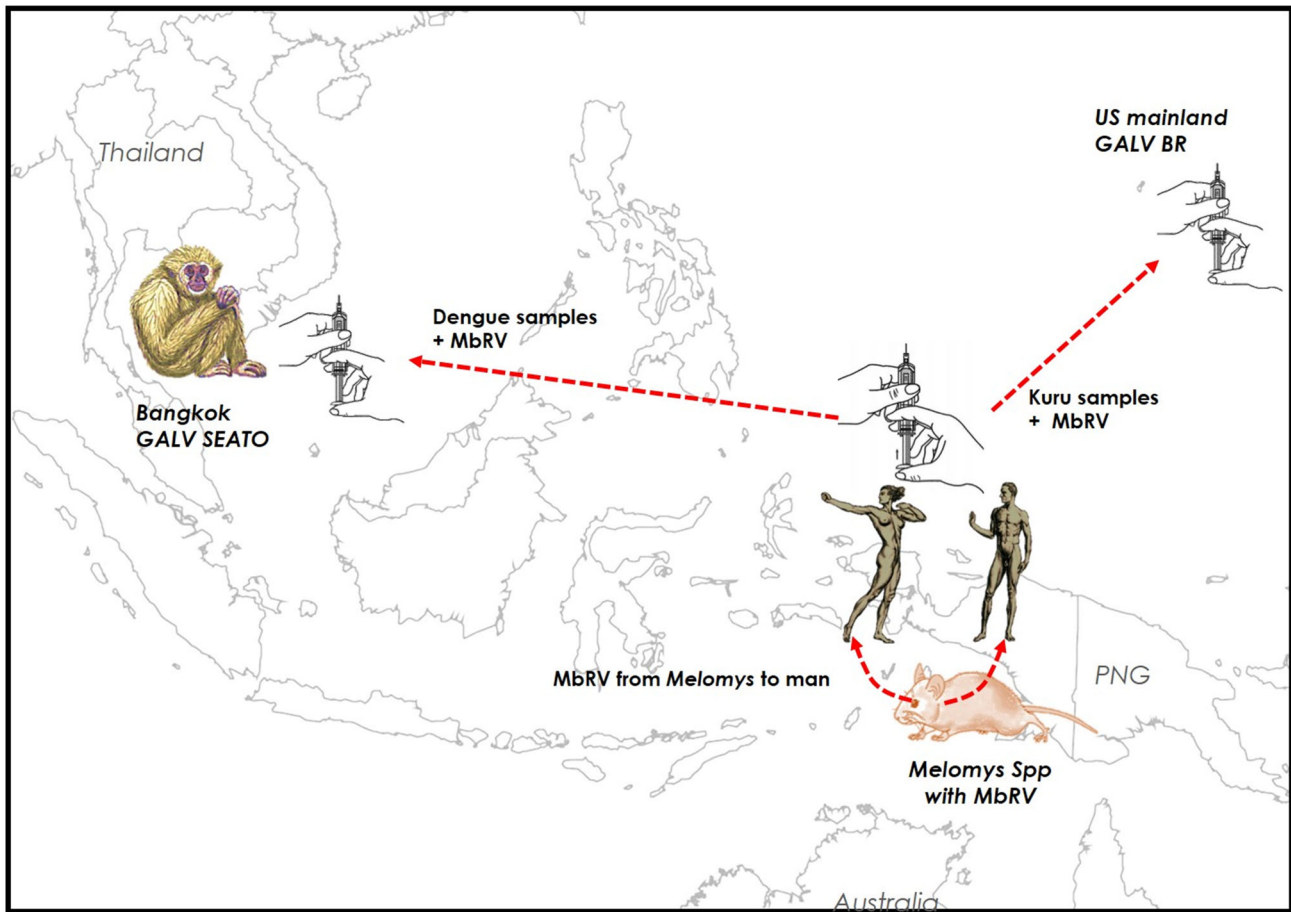 US mainland
GALV BR
Thailand
Dengue samples
+ MbRV
Kuru samples
+ MbRV
Bangkok
GALV SEATO
MbRV from Melomys to man
PNG
Melomys Spp
with MbRV
Australia